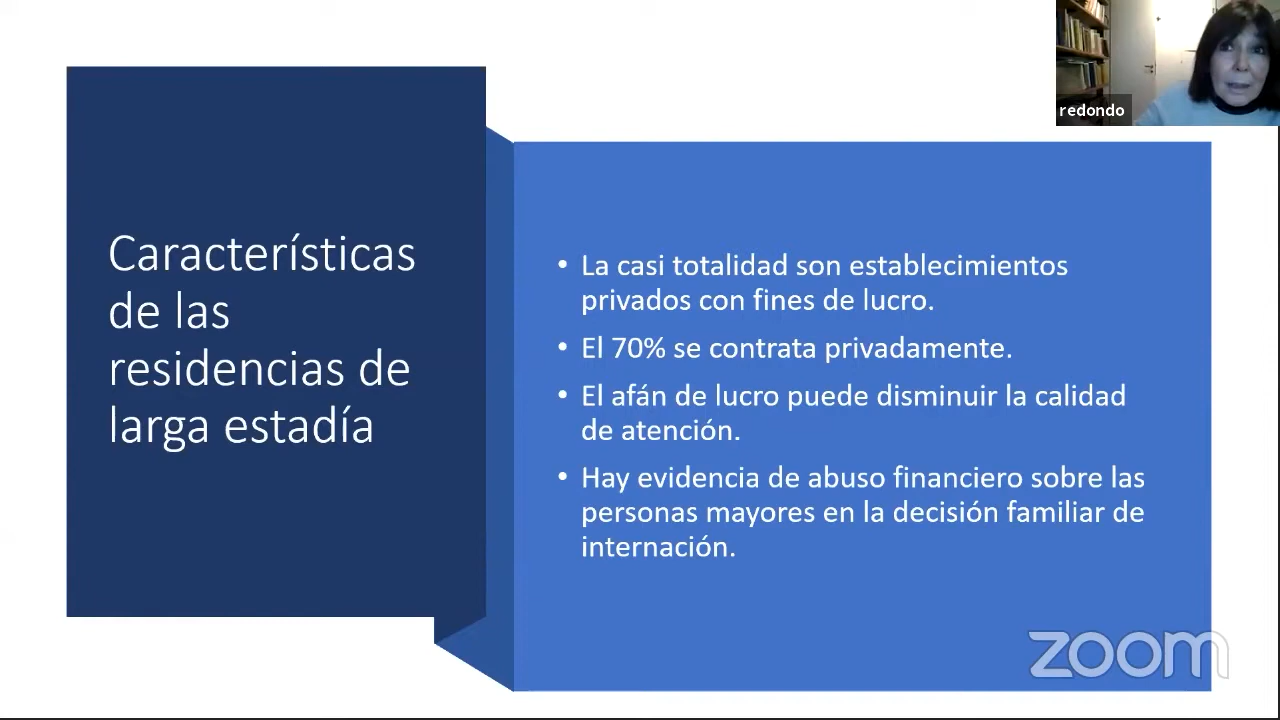 redondo
Características
de las
residencias de
larga estadía
• La casi totalidad son establecimientos
privados con fines de lucro.
• El 70% se contrata privadamente.
• El afán de lucro puede disminuir la calidad
de atención.
• Hay evidencia de abuso financiero sobre las
personas mayores en la decisión familiar de
internación.
zoom